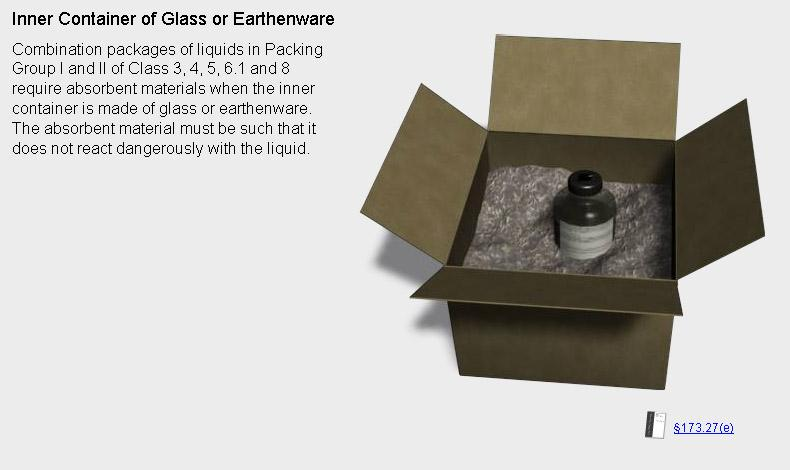 Inner Container of Glass or Earthenware
Combination packages of liquids in Packing
Group I and II of Class 3, 4, 5, 6.1 and 8
require absorbent materials when the inner
container is made of glass or earthenware.
The absorbent material must be such that it
does not react dangerously with the liquid.
§173.27(e)